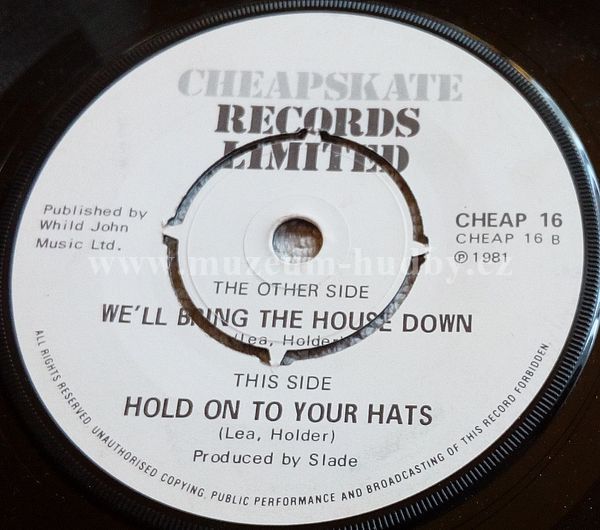 CHEAPSKATE
RECORDS
LIMITED
Published by
Whild John
Music Ltd.
CHEAP 16
CHEAP 16 B
℗ 1981
www.muzeum-hudby.cz
THE OTHER SIDE
WE'LL BRING THE HOUSE DOWN
(Lea, Holder)
THIS SIDE
HOLD ON TO YOUR HATS
(Lea, Holder)
Produced by Slade
ALL RIGHTS RESERVED. UNAUTHORISED COPYING, PUBLIC PERFORMANCE AND BROADCASTING OF THIS RECORD FORBIDDEN.